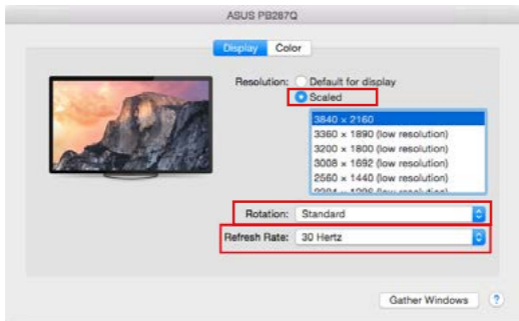 ASUS PB287Q
Display Color
Resolution: Default for display
Scaled
3840 x 2160
3360 x 1890 (low resolution)
3200 x 1800 (low resolution)
3008 x 1692 (low resolution)
2560 x 1440 (low resolution)
Rotation: Standard
Refresh Rate: 30 Hertz
Gather Windows ?